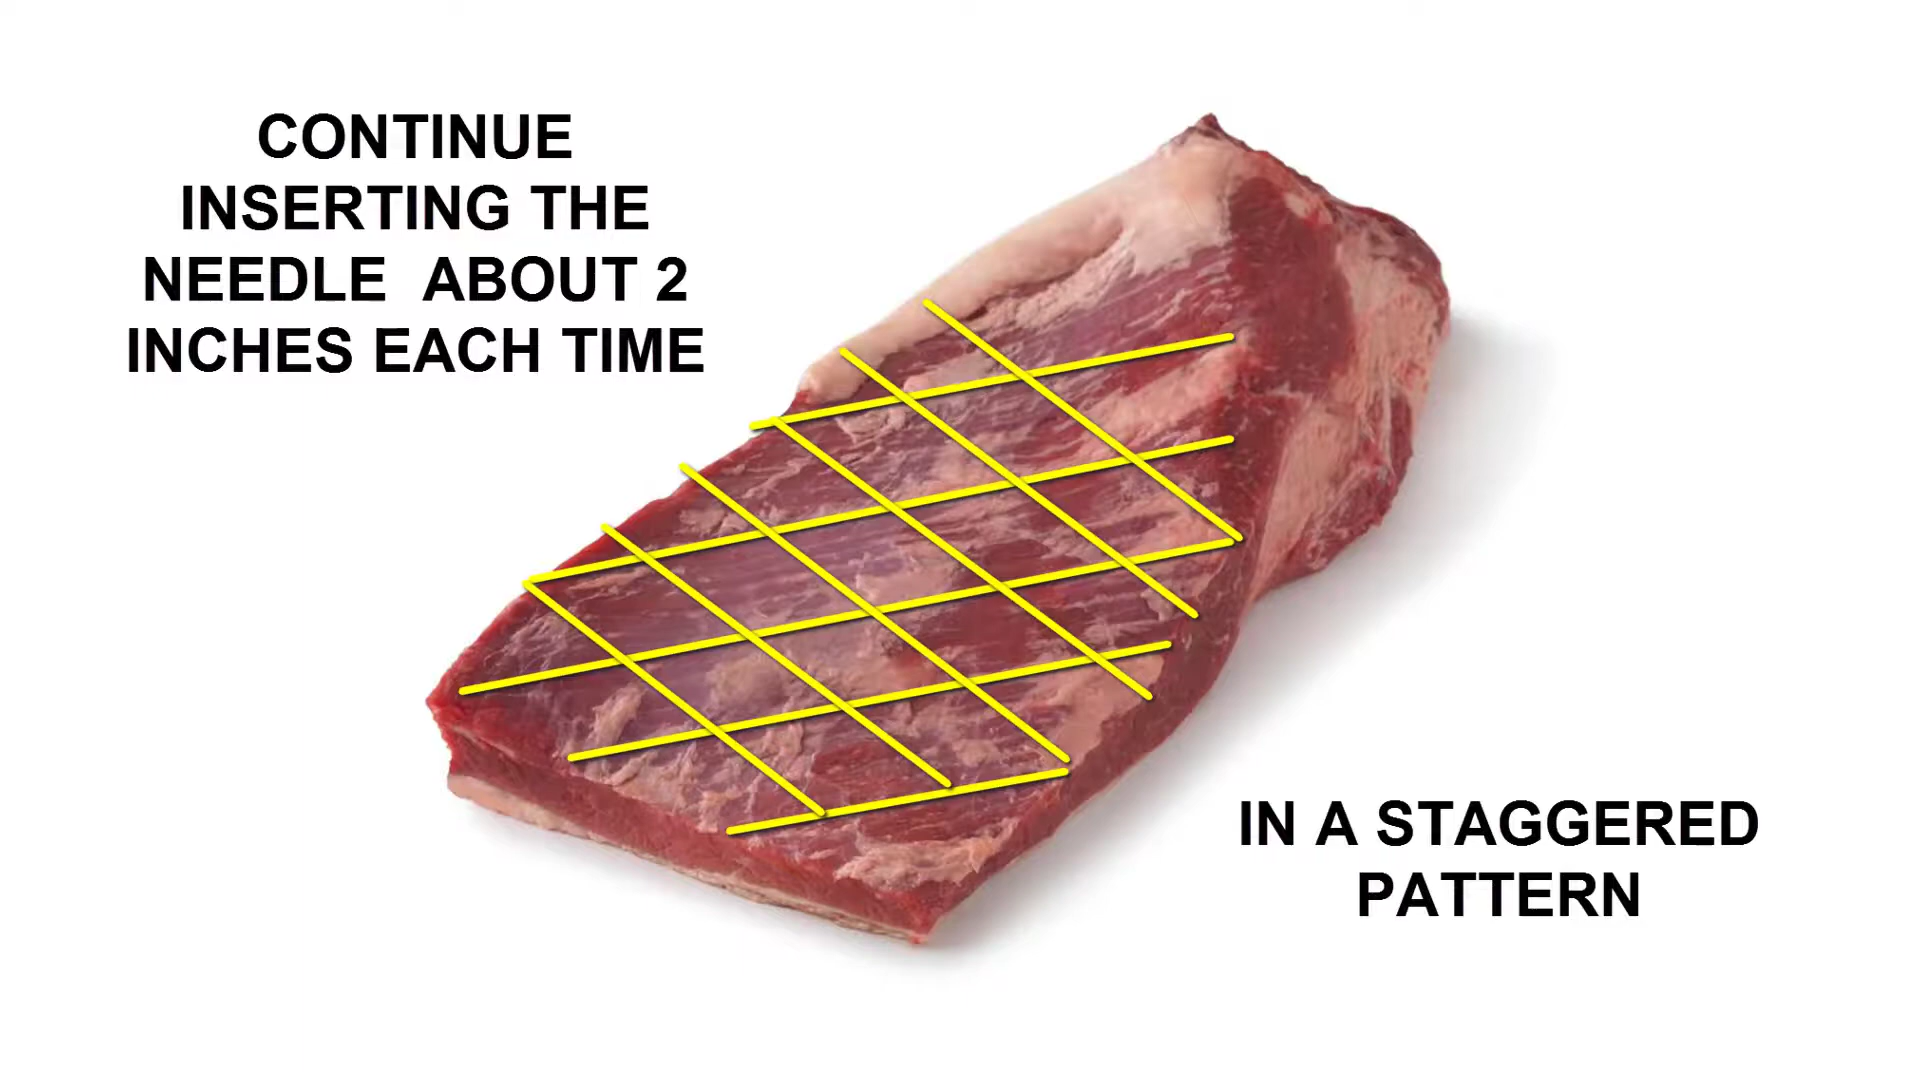 CONTINUE
INSERTING THE
NEEDLE  ABOUT 2
INCHES EACH TIME
IN A STAGGERED
PATTERN